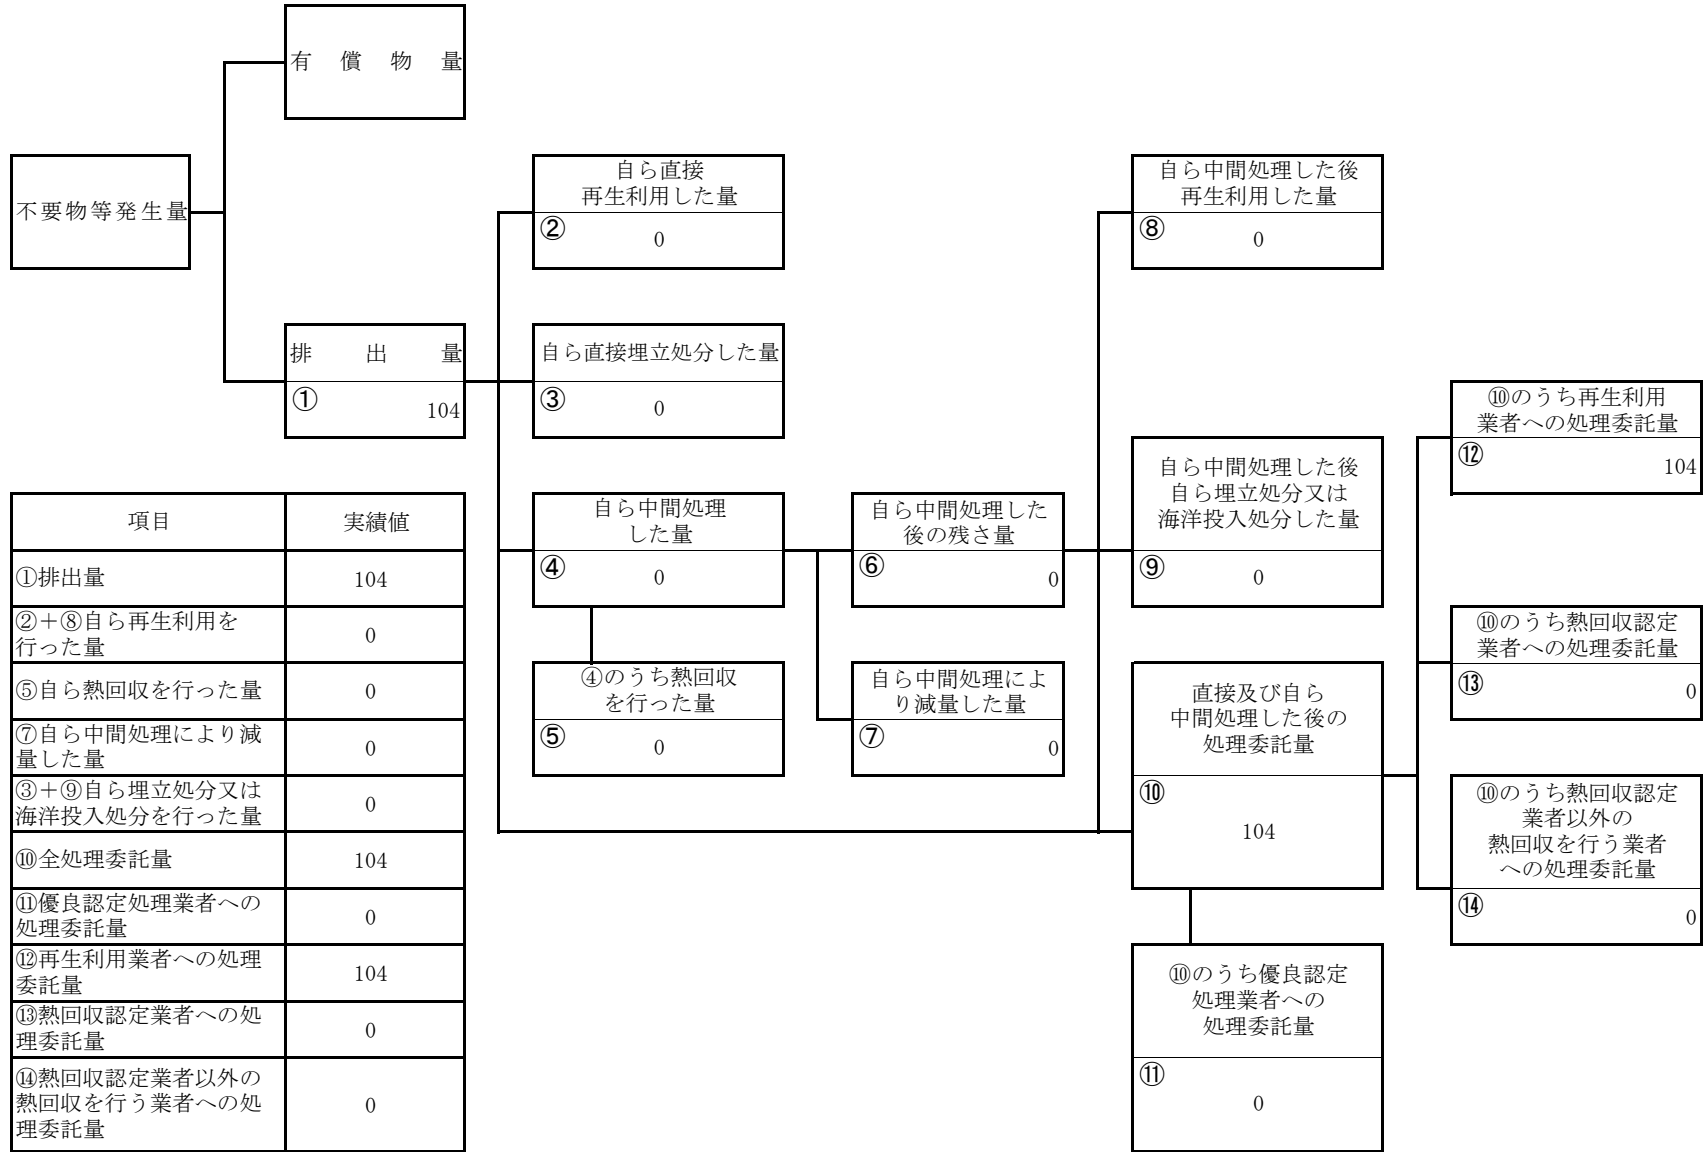 有償物量
不要物等発生量
排出量
①
104
自ら直接
再生利用した量
②
0
自ら直接埋立処分した量
③
0
自ら中間処理
した量
④
0
④のうち熱回収
を行った量
⑤
0
自ら中間処理した
後の残さ量
⑥
0
自ら中間処理によ
り減量した量
⑦
0
自ら中間処理した後
再生利用した量
⑧
0
自ら中間処理した後
自ら埋立処分又は
海洋投入処分した量
⑨
0
直接及び自ら
中間処理した後の
処理委託量
⑩
104
⑩のうち優良認定
処理業者への
処理委託量
⑪
0
⑩のうち再生利用
業者への処理委託量
⑫
104
⑩のうち熱回収認定
業者への処理委託量
⑬
0
⑩のうち熱回収認定
業者以外の
熱回収を行う業者
への処理委託量
⑭
0
項目 実績値
①排出量 104
②＋⑧自ら再生利用を
行った量 0
⑤自ら熱回収を行った量 0
⑦自ら中間処理により減
量した量 0
③＋⑨自ら埋立処分又は
海洋投入処分を行った量 0
⑩全処理委託量 104
⑪優良認定処理業者への
処理委託量 0
⑫再生利用業者への処理
委託量 104
⑬熱回収認定業者への処
理委託量 0
⑭熱回収認定業者以外の
熱回収を行う業者への処
理委託量 0